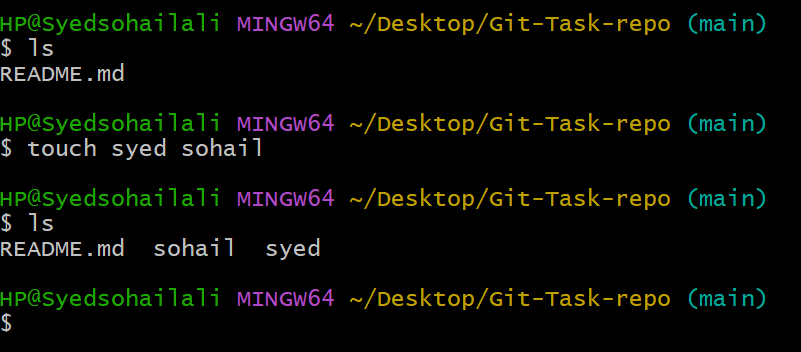 HP@Syedsohailali MINGW64 ~/Desktop/Git-Task-repo (main)
$ ls
README.md
HP@Syedsohailali MINGW64 ~/Desktop/Git-Task-repo (main)
$ touch syed sohail
HP@Syedsohailali MINGW64 ~/Desktop/Git-Task-repo (main)
$ ls
README.md  sohail  syed
HP@Syedsohailali MINGW64 ~/Desktop/Git-Task-repo (main)
$